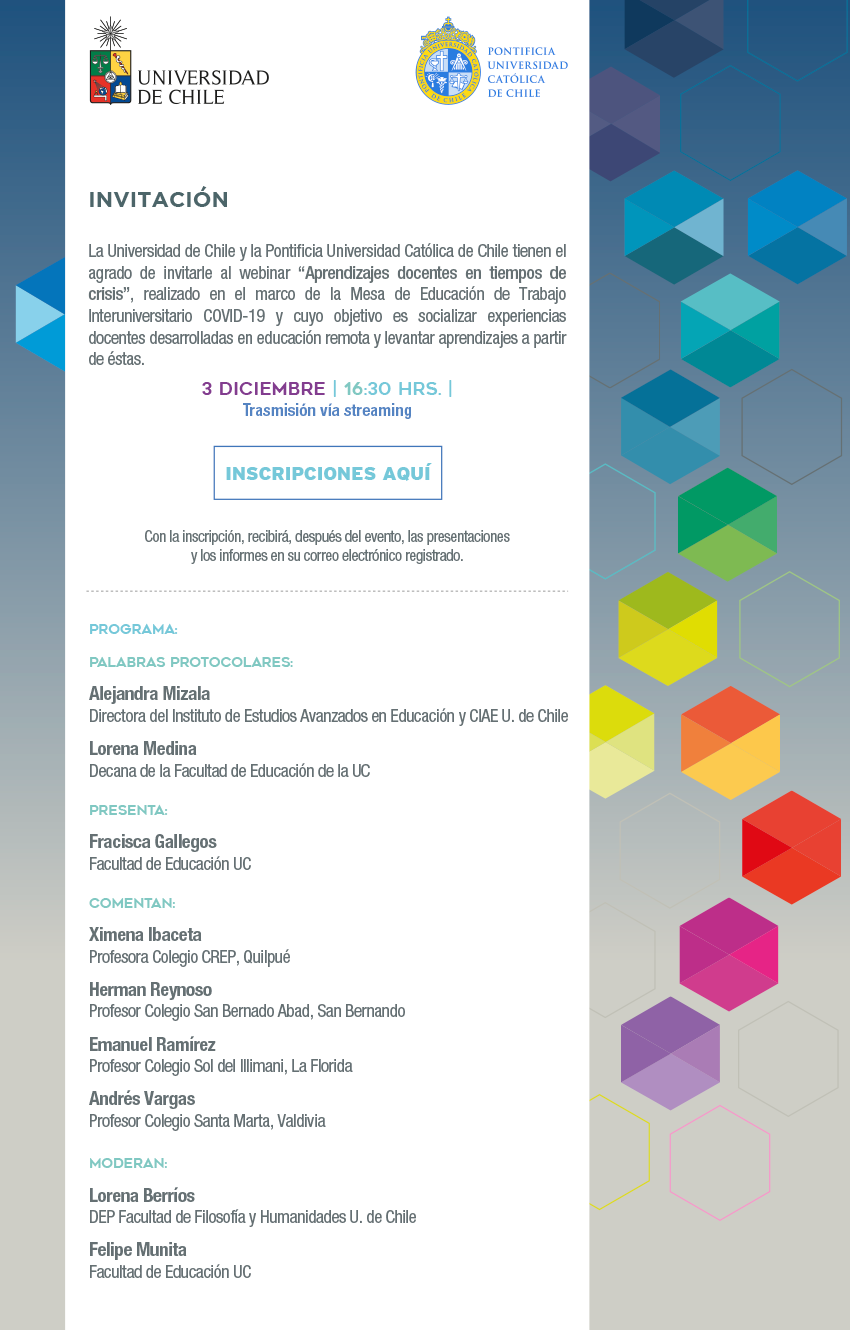 UNIVERSIDAD
DE CHILE
PONTIFICIA
UNIVERSIDAD
CATÓLICA
DE CHILE
INVITACIÓN
La Universidad de Chile y la Pontificia Universidad Católica de Chile tienen el
agrado de invitarle al webinar “Aprendizajes docentes en tiempos de
crisis”, realizado en el marco de la Mesa de Educación de Trabajo
Interuniversitario COVID-19 y cuyo objetivo es socializar experiencias
docentes desarrolladas en educación remota y levantar aprendizajes a partir
de éstas.
3 DICIEMBRE | 16:30 HRS. |
Trasmisión vía streaming
INSCRIPCIONES AQUÍ
Con la inscripción, recibirá, después del evento, las presentaciones
y los informes en su correo electrónico registrado.
PROGRAMA:
PALABRAS PROTOCOLARES:
Alejandra Mizala
Directora del Instituto de Estudios Avanzados en Educación y CIAE U. de Chile
Lorena Medina
Decana de la Facultad de Educación de la UC
PRESENTA:
Fracisca Gallegos
Facultad de Educación UC
COMENTAN:
Ximena Ibaceta
Profesora Colegio CREP, Quilpué
Herman Reynoso
Profesor Colegio San Bernado Abad, San Bernando
Emanuel Ramírez
Profesor Colegio Sol del Illimani, La Florida
Andrés Vargas
Profesor Colegio Santa Marta, Valdivia
MODERAN:
Lorena Berríos
DEP Facultad de Filosofía y Humanidades U. de Chile
Felipe Munita
Facultad de Educación UC